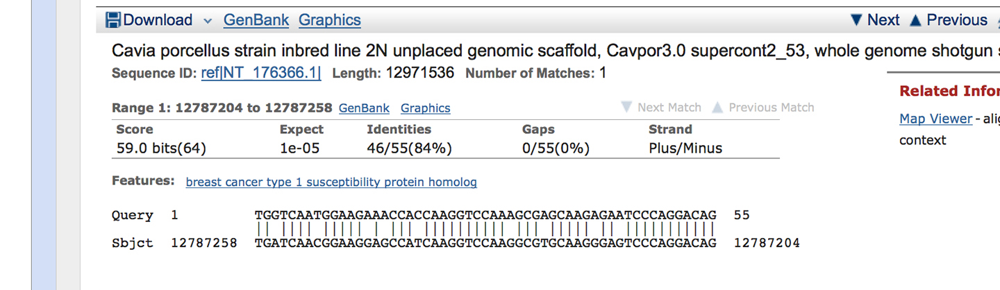 Download GenBank Graphics Next Previous
Cavia porcellus strain inbred line 2N unplaced genomic scaffold, Cavpor3.0 supercont2_53, whole genome shotgun
Sequence ID: ref|NT_176366.1| Length: 12971536 Number of Matches: 1
Related Infor
Range 1: 12787204 to 12787258 GenBank Graphics Next Match Previous Match
Map Viewer - alig
context
Score Expect Identities Gaps Strand
59.0 bits(64) 1e-05 46/55(84%) 0/55(0%) Plus/Minus
Features: breast cancer type 1 susceptibility protein homolog
Query 1 TGGTCAATGGAAGAAACCACCAAGGTCCAAAGCGAGCAAGAGAATCCCAGGACAG 55
Sbjct 12787258 TGATCAACGGAAGGAGCCATCAAGGTCCAAGGCGTGCAAGGGAGTCCCAGGACAG 12787204